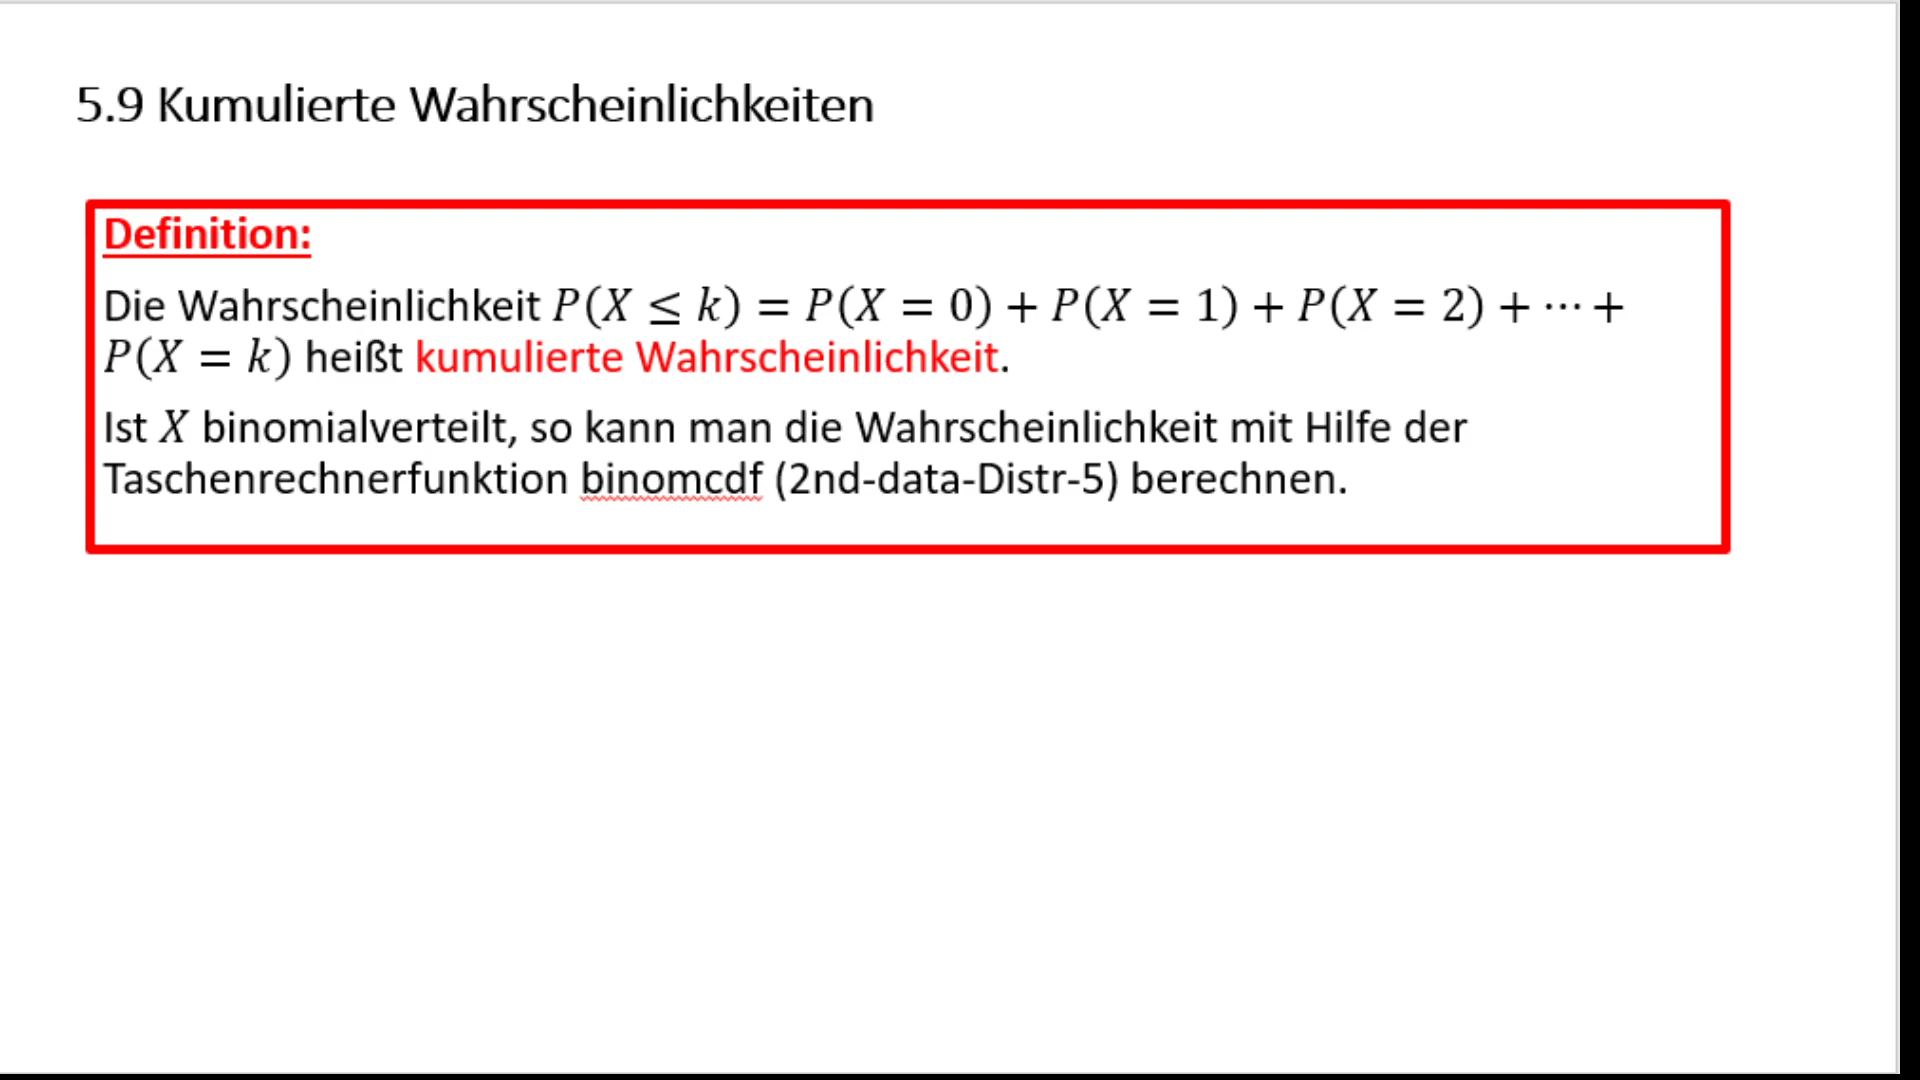 5.9 Kumulierte Wahrscheinlichkeiten
Definition:
Die Wahrscheinlichkeit P(X ≤ k) = P(X = 0) + P(X = 1) + P(X = 2) + ⋯ +
P(X = k) heißt kumulierte Wahrscheinlichkeit.
Ist X binomialverteilt, so kann man die Wahrscheinlichkeit mit Hilfe der
Taschenrechnerfunktion binomcdf (2nd-data-Distr-5) berechnen.